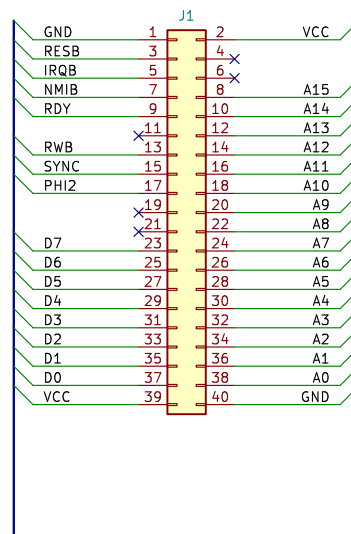 J1
GND 1 2 VCC
RESB 3 4
IRQB 5 6
NMIB 7 8 A15
RDY 9 10 A14
11 12 A13
RWB 13 14 A12
SYNC 15 16 A11
PHI2 17 18 A10
19 20 A9
21 22 A8
D7 23 24 A7
D6 25 26 A6
D5 27 28 A5
D4 29 30 A4
D3 31 32 A3
D2 33 34 A2
D1 35 36 A1
D0 37 38 A0
VCC 39 40 GND